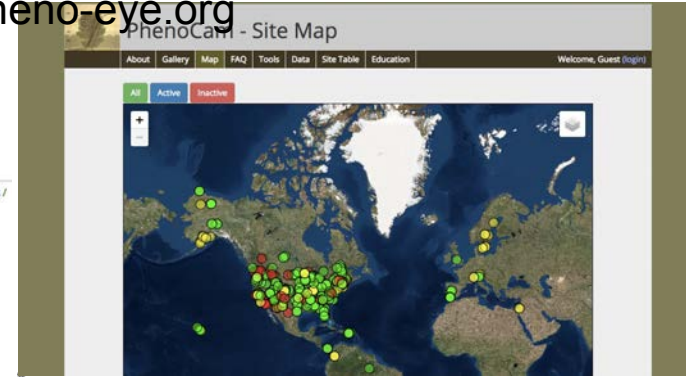 heno-eye.org
PhenoCam - Site Map
About Gallery Map FAQ Tools Data Site Table Education Welcome, Guest (login)
All Active Inactive
+
-
/